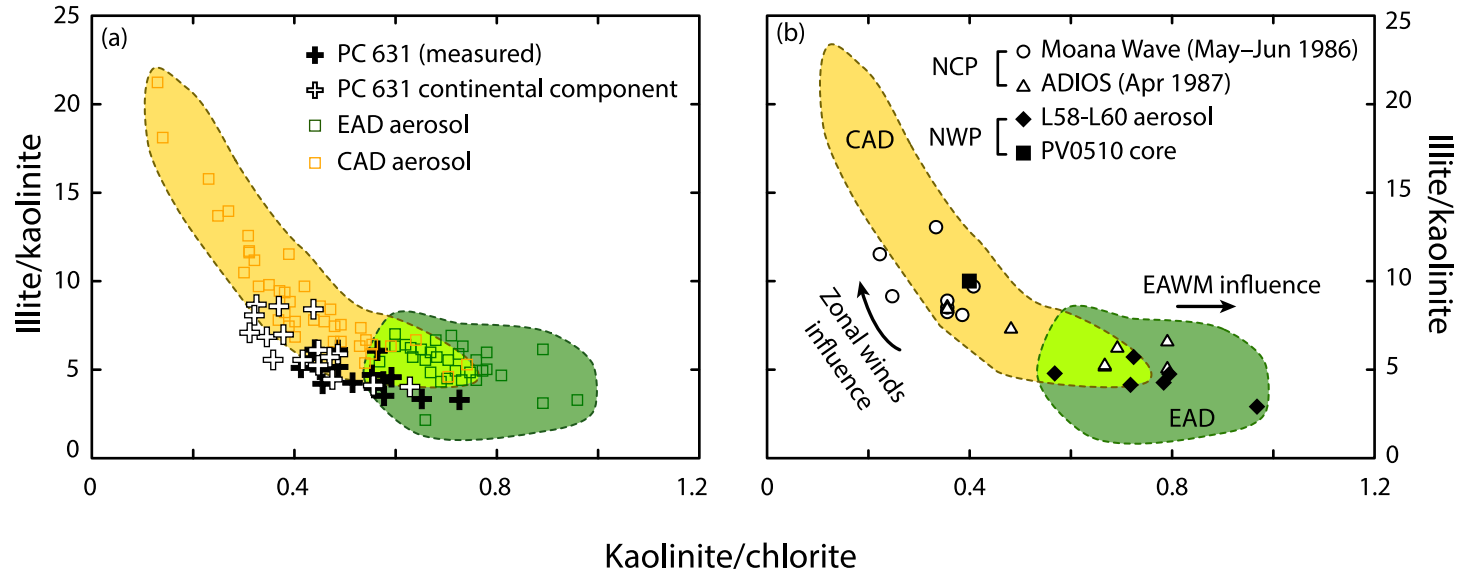 (a)
PC 631 (measured)
PC 631 continental component
EAD aerosol
CAD aerosol
Illite/kaolinite
25
20
15
10
5
0
0
0.4
0.8
1.2
(b)
NCP
Moana Wave (May–Jun 1986)
ADIOS (Apr 1987)
NWP
L58-L60 aerosol
PV0510 core
CAD
EAWM influence
Zonal winds
influence
EAD
25
20
15
10
5
0
Illite/kaolinite
0
0.4
0.8
1.2
Kaolinite/chlorite